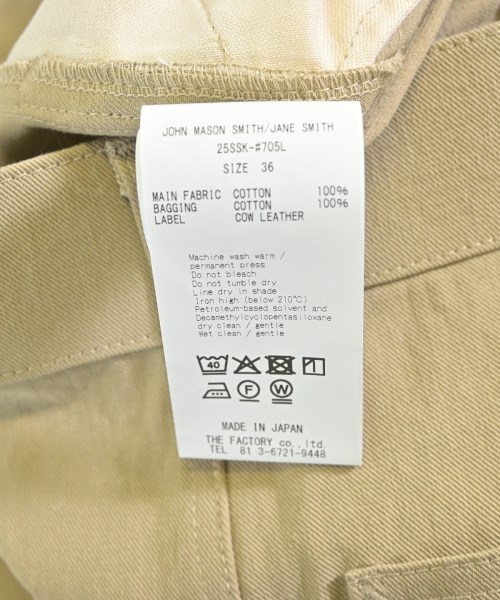 JOHN MASON SMITH/JANE SMITH
25SSK-#705L
SIZE 36
MAIN FABRIC COTTON 100%
BAGGING COTTON 100%
LABEL COW LEATHER
Machine wash warm /
permanent press
Do not bleach
Do not tumble dry
Line dry in shade
Iron high (below 210℃)
Petroleum-based solvent and
Decamethylcyclopentasiloxane
dry clean / gentle
Wet clean / gentle
40
F W
MADE IN JAPAN
THE FACTORY co., ltd.
TEL 81 3-6721-9448